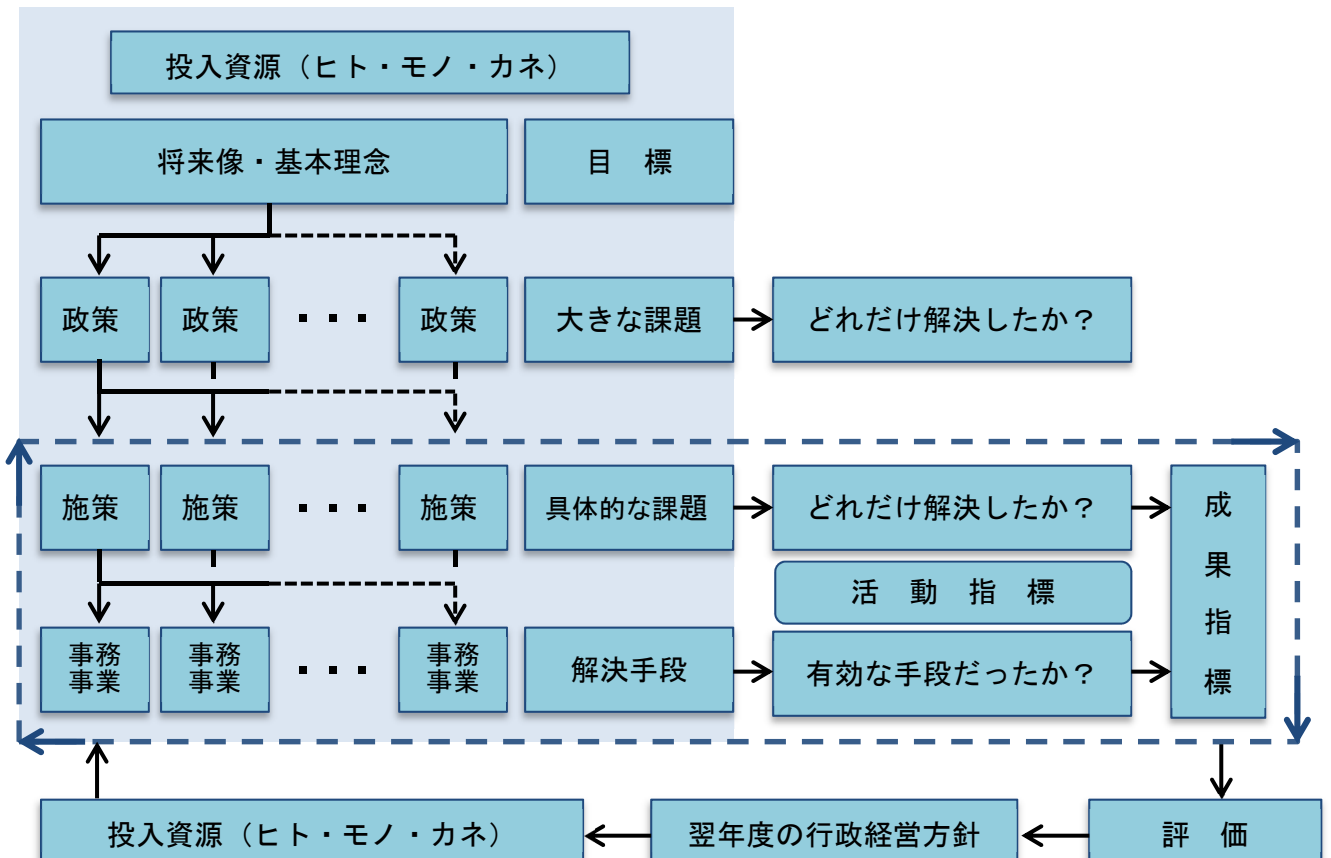 投入資源（ヒト・モノ・カネ）
将来像・基本理念
目　標
政策
政策
・・・
政策
大きな課題
どれだけ解決したか？
施策
施策
・・・
施策
具体的な課題
どれだけ解決したか？
成果指標
活　動　指　標
事務
事業
事務
事業
・・・
事務
事業
解決手段
有効な手段だったか？
投入資源（ヒト・モノ・カネ）
翌年度の行政経営方針
評　価